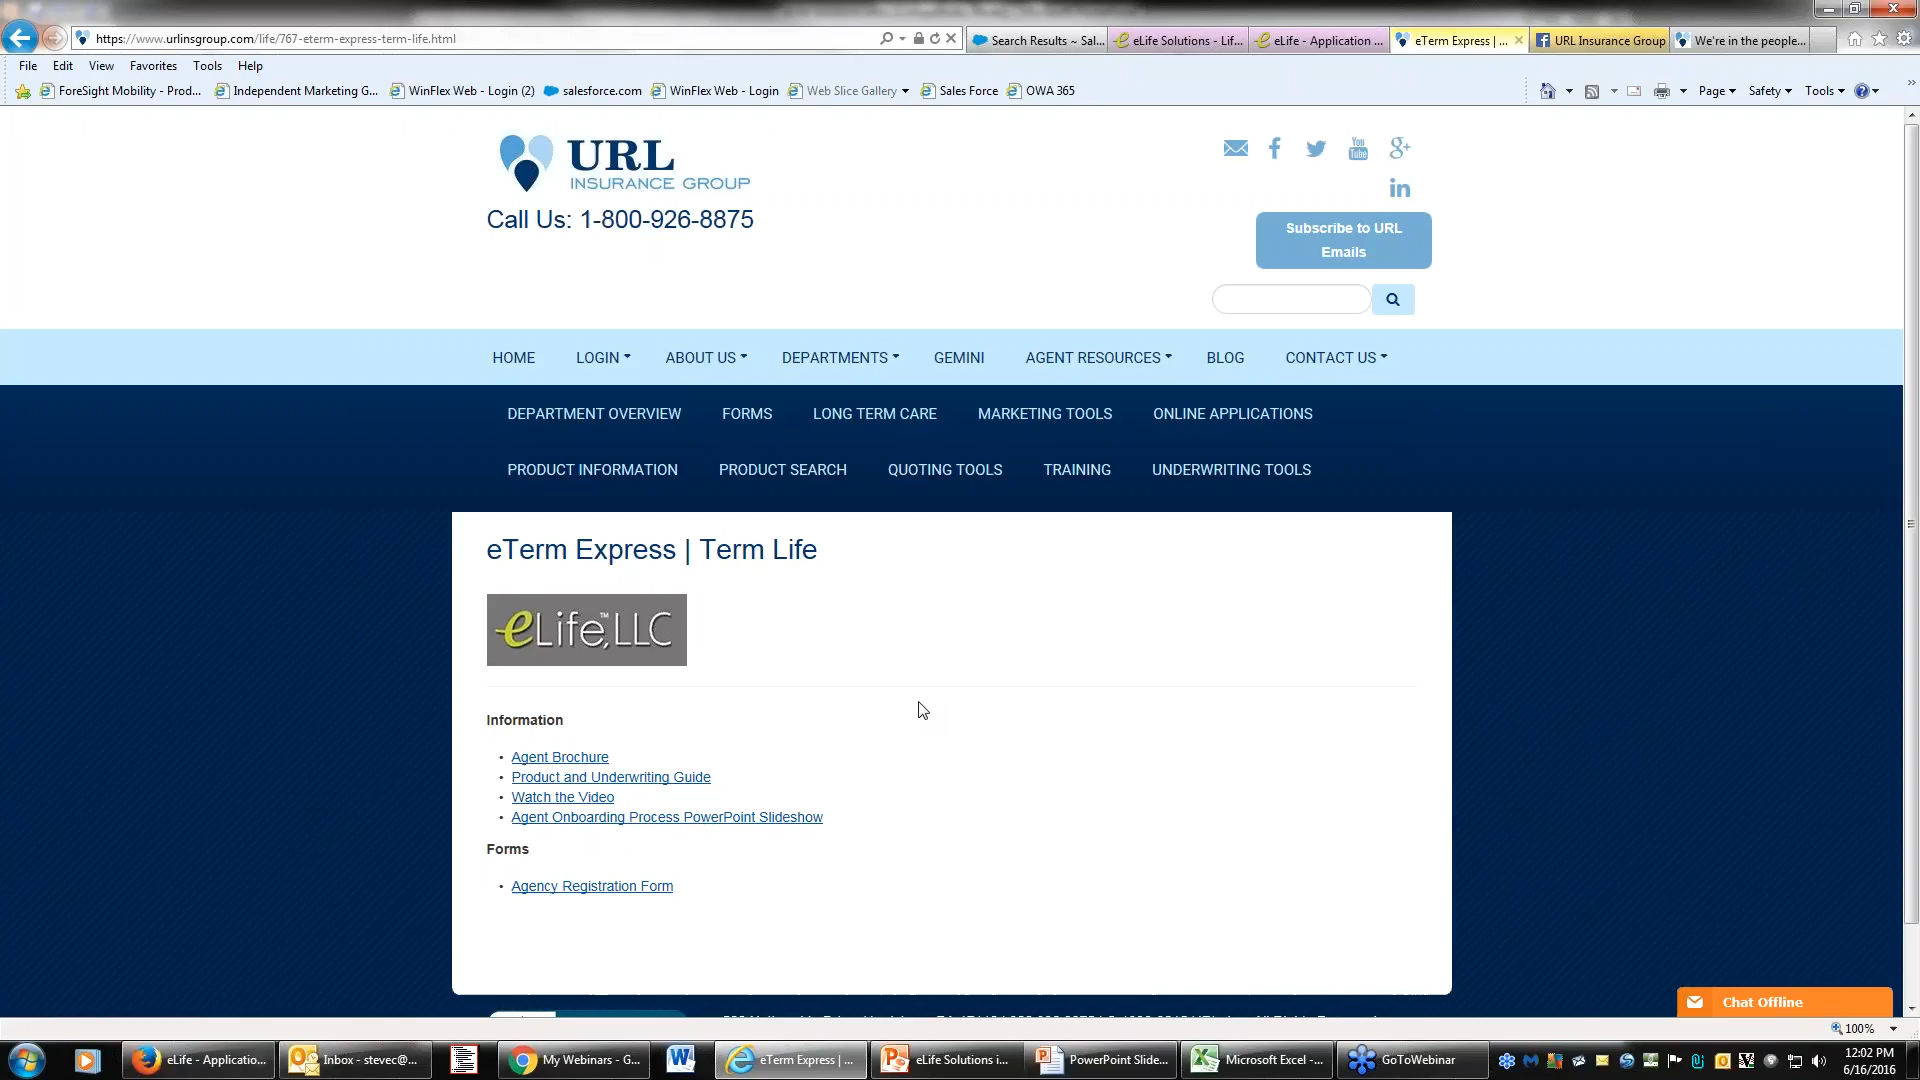 https://www.urlinsgroup.com/life/767-eterm-express-term-life.html
Search Results ~ Sal...
eLife Solutions - Lif...
eLife - Application ...
eTerm Express | ...
URL Insurance Group
We're in the people...
File Edit View Favorites Tools Help
ForeSight Mobility - Prod... Independent Marketing G... WinFlex Web - Login (2) salesforce.com WinFlex Web - Login Web Slice Gallery Sales Force OWA 365
Page Safety Tools
URL
INSURANCE GROUP
Call Us: 1-800-926-8875
You
Tube
Subscribe to URL
Emails
HOME LOGIN ABOUT US DEPARTMENTS GEMINI AGENT RESOURCES BLOG CONTACT US
DEPARTMENT OVERVIEW FORMS LONG TERM CARE MARKETING TOOLS ONLINE APPLICATIONS
PRODUCT INFORMATION PRODUCT SEARCH QUOTING TOOLS TRAINING UNDERWRITING TOOLS
eTerm Express | Term Life
eLife,™LLC
Information
• Agent Brochure
• Product and Underwriting Guide
• Watch the Video
• Agent Onboarding Process PowerPoint Slideshow
Forms
• Agency Registration Form
Chat Offline
100%
eLife - Applicatio...
Inbox - stevec@...
My Webinars - G...
eTerm Express | ...
eLife Solutions i...
PowerPoint Slide...
Microsoft Excel -...
GoToWebinar
12:02 PM
6/16/2016